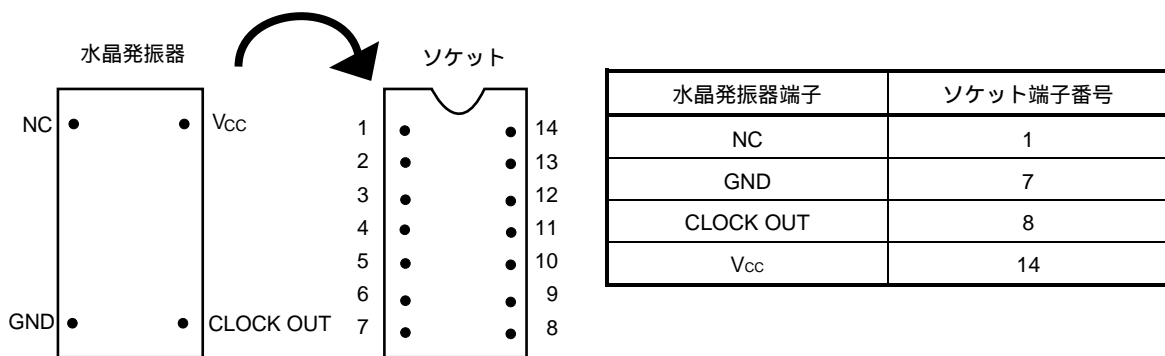 水晶発振器
ソケット
NC
Vcc
GND
CLOCK OUT
1 14
2 13
3 12
4 11
5 10
6 9
7 8
水晶発振器端子 ソケット端子番号
NC 1
GND 7
CLOCK OUT 8
Vcc 14